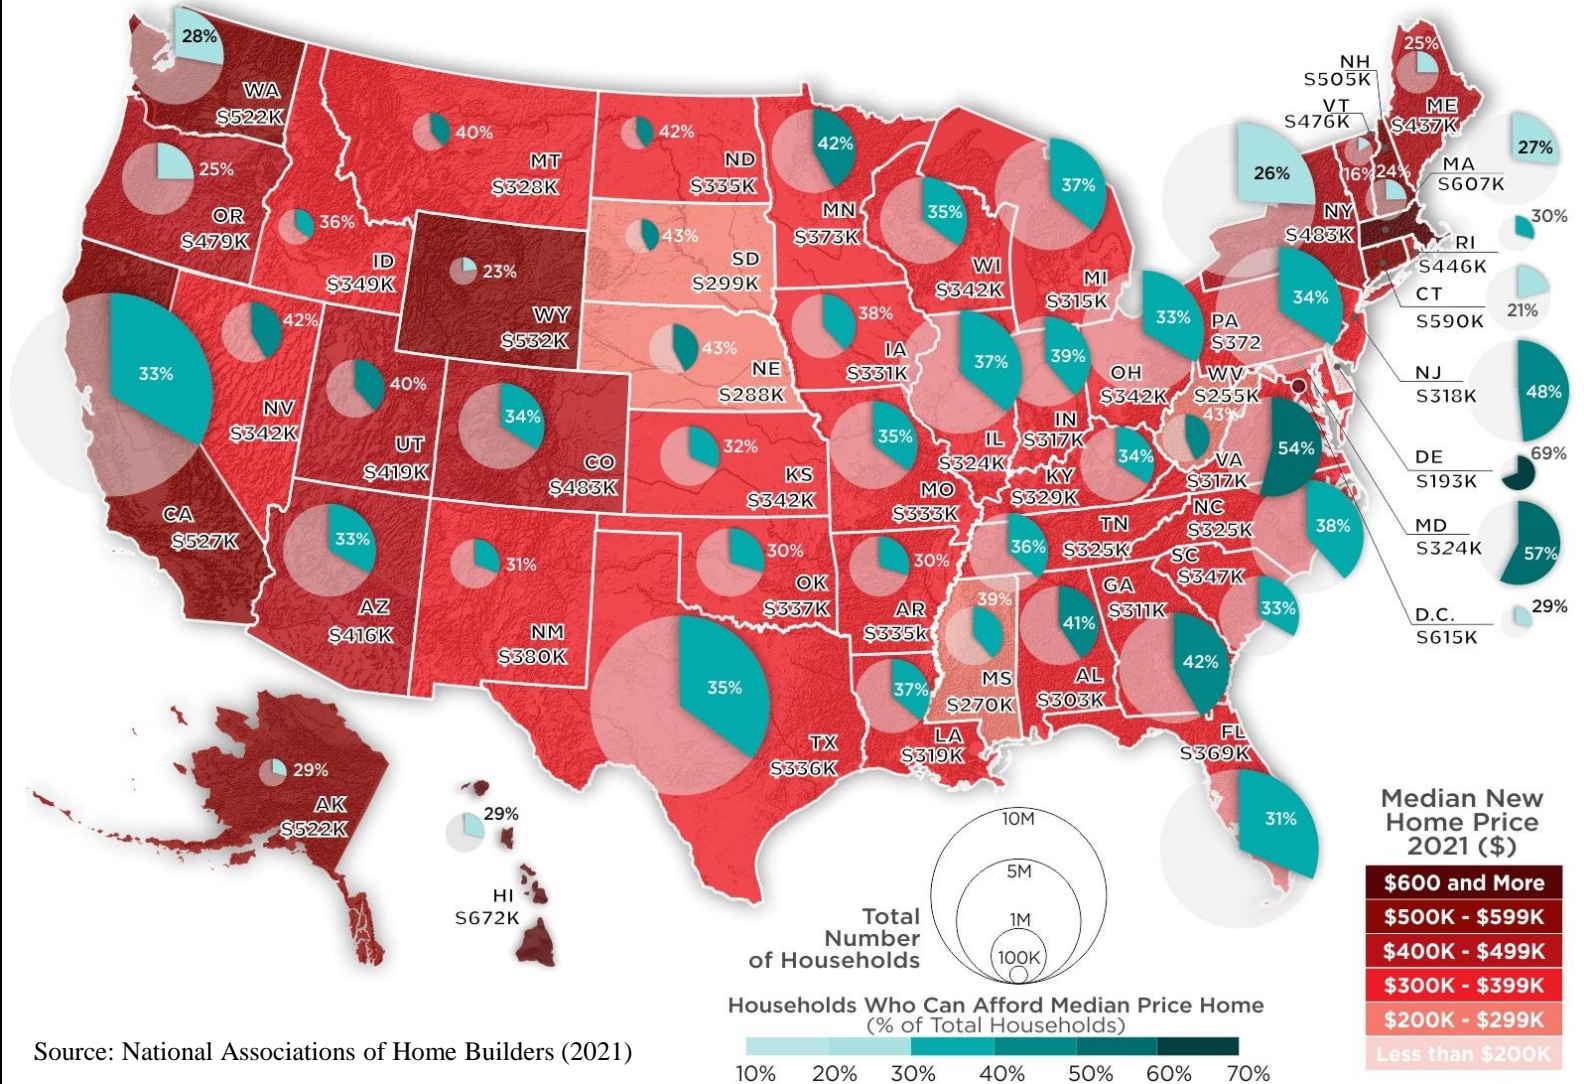 28%
WA
$522K
25%
OR
$479K
33%
CA
$527K
42%
NV
$342K
36%
ID
$349K
40%
MT
$328K
23%
WY
$532K
40%
UT
$419K
34%
CO
$483K
33%
AZ
$416K
31%
NM
$380K
42%
ND
$335K
43%
SD
$299K
43%
NE
$288K
32%
KS
$342K
30%
OK
$337K
35%
TX
$336K
42%
MN
$373K
38%
IA
$331K
35%
MO
$333K
30%
AR
$335k
37%
LA
$319K
35%
WI
$342K
37%
IL
$324K
37%
MI
$315K
39%
IN
$317K
33%
OH
$342K
34%
KY
$329K
36%
TN
$325K
39%
MS
$270K
41%
AL
$303K
42%
GA
$311K
31%
FL
$369K
33%
SC
$347K
38%
NC
$325K
54%
VA
$317K
43%
WV
$255K
34%
PA
$372
26%
NY
$483K
16%
VT
$476K
24%
NH
$505K
25%
ME
$437K
27%
MA
$607K
30%
RI
$446K
CT
$590K
21%
NJ
$318K
48%
DE
$193K
69%
MD
$324K
57%
D.C.
$615K
29%
29%
AK
$522K
29%
HI
$672K
Total
Number
of Households
10M
5M
1M
100K
Households Who Can Afford Median Price Home
(% of Total Households)
10% 20% 30% 40% 50% 60% 70%
Median New
Home Price
2021 ($)
$600 and More
$500K - $599K
$400K - $499K
$300K - $399K
$200K - $299K
Less than $200K
Source: National Associations of Home Builders (2021)